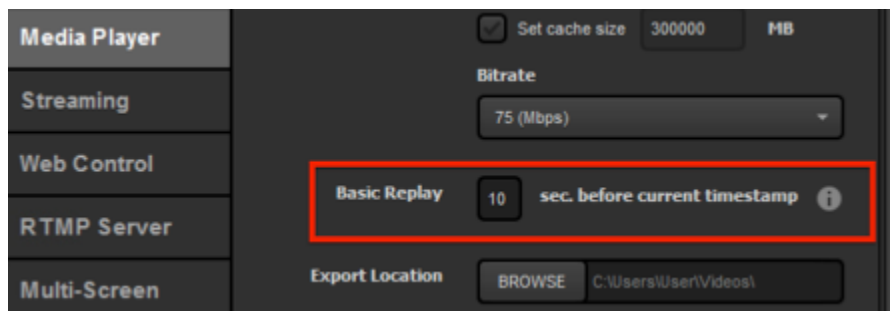 Media Player
Streaming
Web Control
RTMP Server
Multi-Screen
Set cache size 300000 MB
Bitrate
75 (Mbps)
Basic Replay 10 sec. before current timestamp
Export Location BROWSE C:\Users\User\Videos\